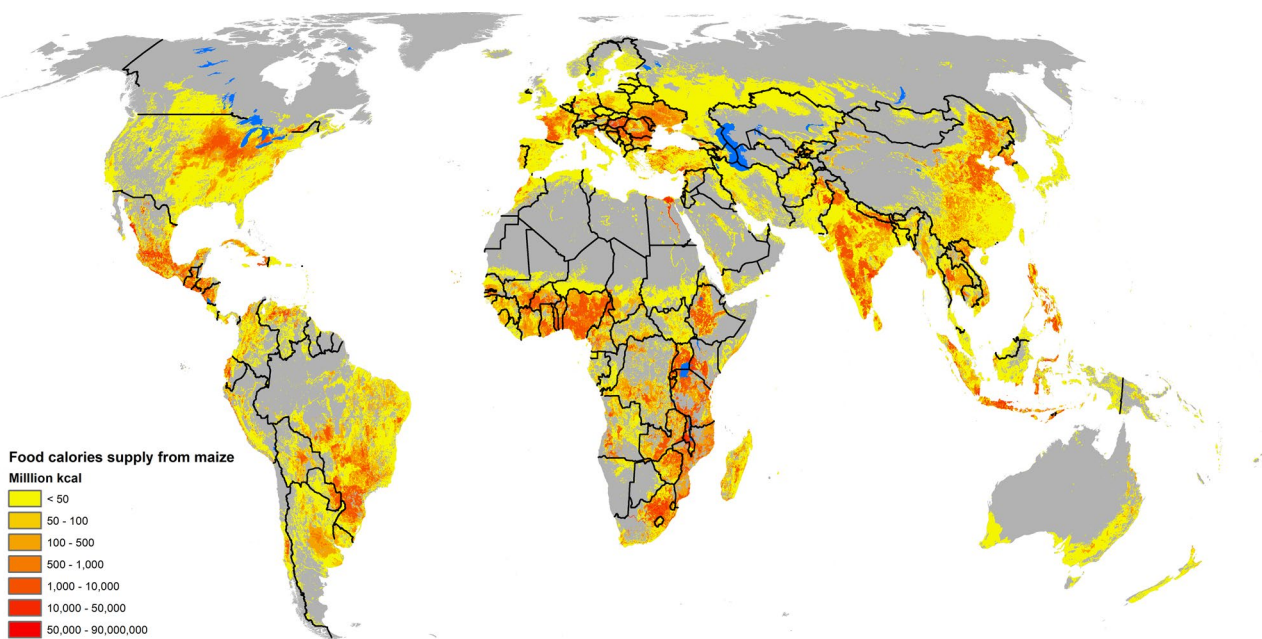 Food calories supply from maize
Milllion kcal
< 50
50 - 100
100 - 500
500 - 1,000
1,000 - 10,000
10,000 - 50,000
50,000 - 90,000,000